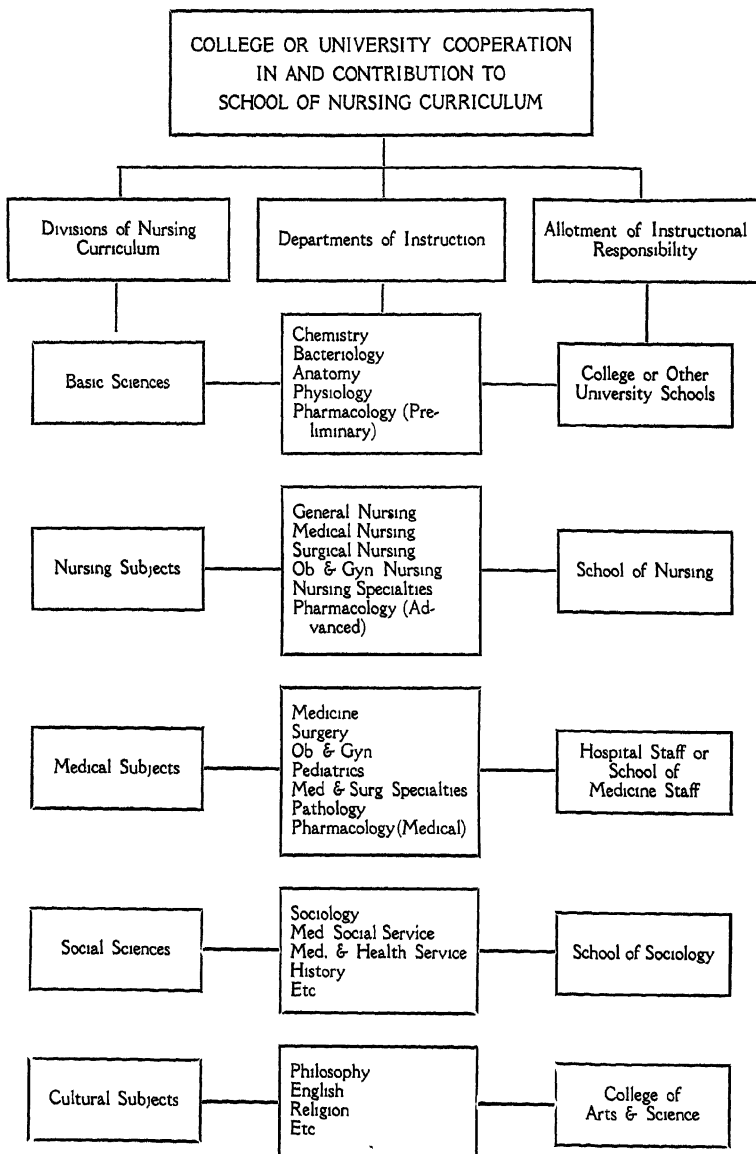 COLLEGE OR UNIVERSITY COOPERATION
IN AND CONTRIBUTION TO
SCHOOL OF NURSING CURRICULUM
Divisions of Nursing
Curriculum
Departments of Instruction
Allotment of Instructional
Responsibility
Basic Sciences
Chemistry
Bacteriology
Anatomy
Physiology
Pharmacology (Pre-
liminary)
College or Other
University Schools
Nursing Subjects
General Nursing
Medical Nursing
Surgical Nursing
Ob & Gyn Nursing
Nursing Specialties
Pharmacology (Ad-
vanced)
School of Nursing
Medical Subjects
Medicine
Surgery
Ob & Gyn
Pediatrics
Med & Surg Specialties
Pathology
Pharmacology (Medical)
Hospital Staff or
School of
Medicine Staff
Social Sciences
Sociology
Med Social Service
Med. & Health Service
History
Etc
School of Sociology
Cultural Subjects
Philosophy
English
Religion
Etc
College of
Arts & Science